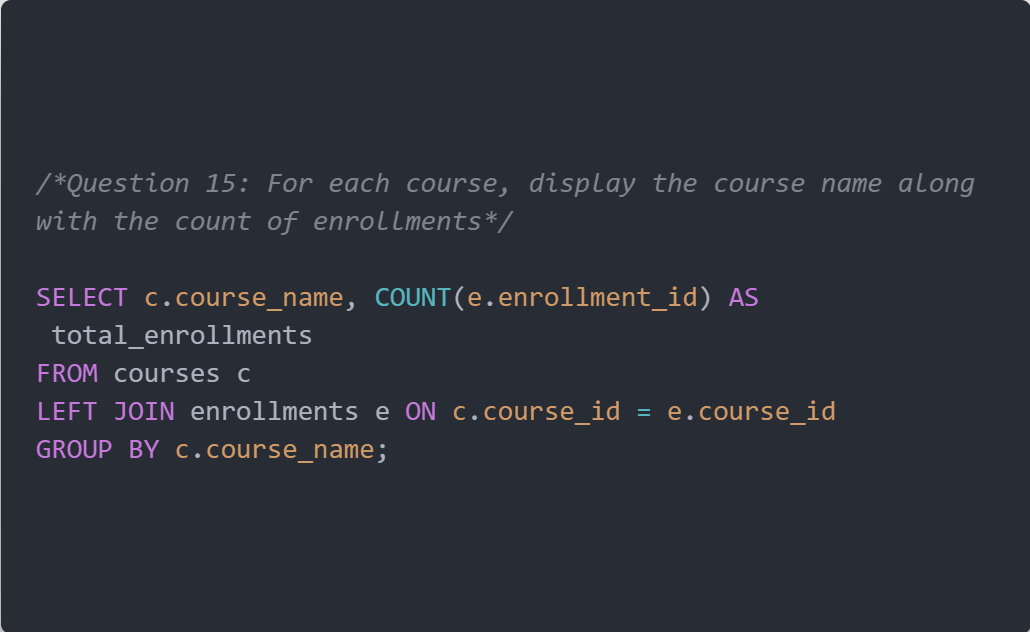 /*Question 15: For each course, display the course name along
with the count of enrollments*/
SELECT c.course_name, COUNT(e.enrollment_id) AS
total_enrollments
FROM courses c
LEFT JOIN enrollments e ON c.course_id = e.course_id
GROUP BY c.course_name;